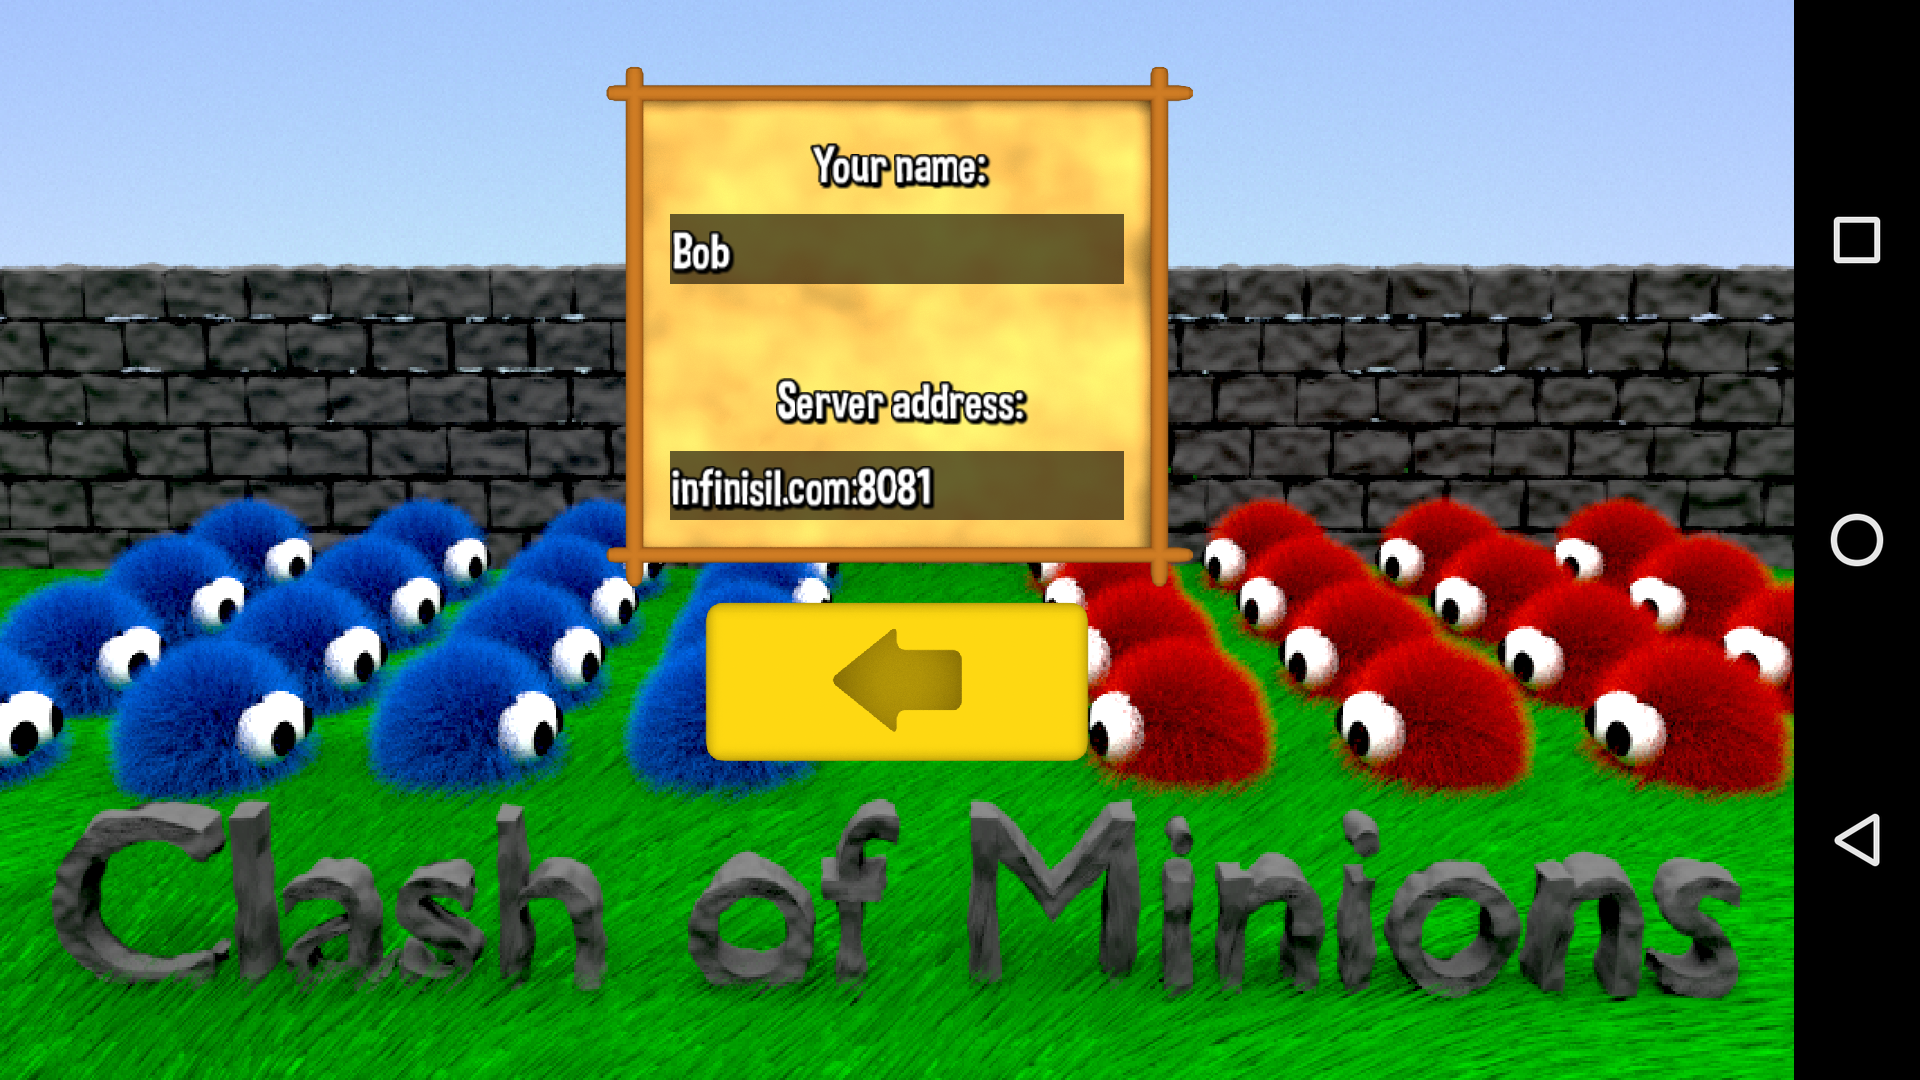 Your name:
Bob
Server address:
infinisil.com:8081
Clash of Minions